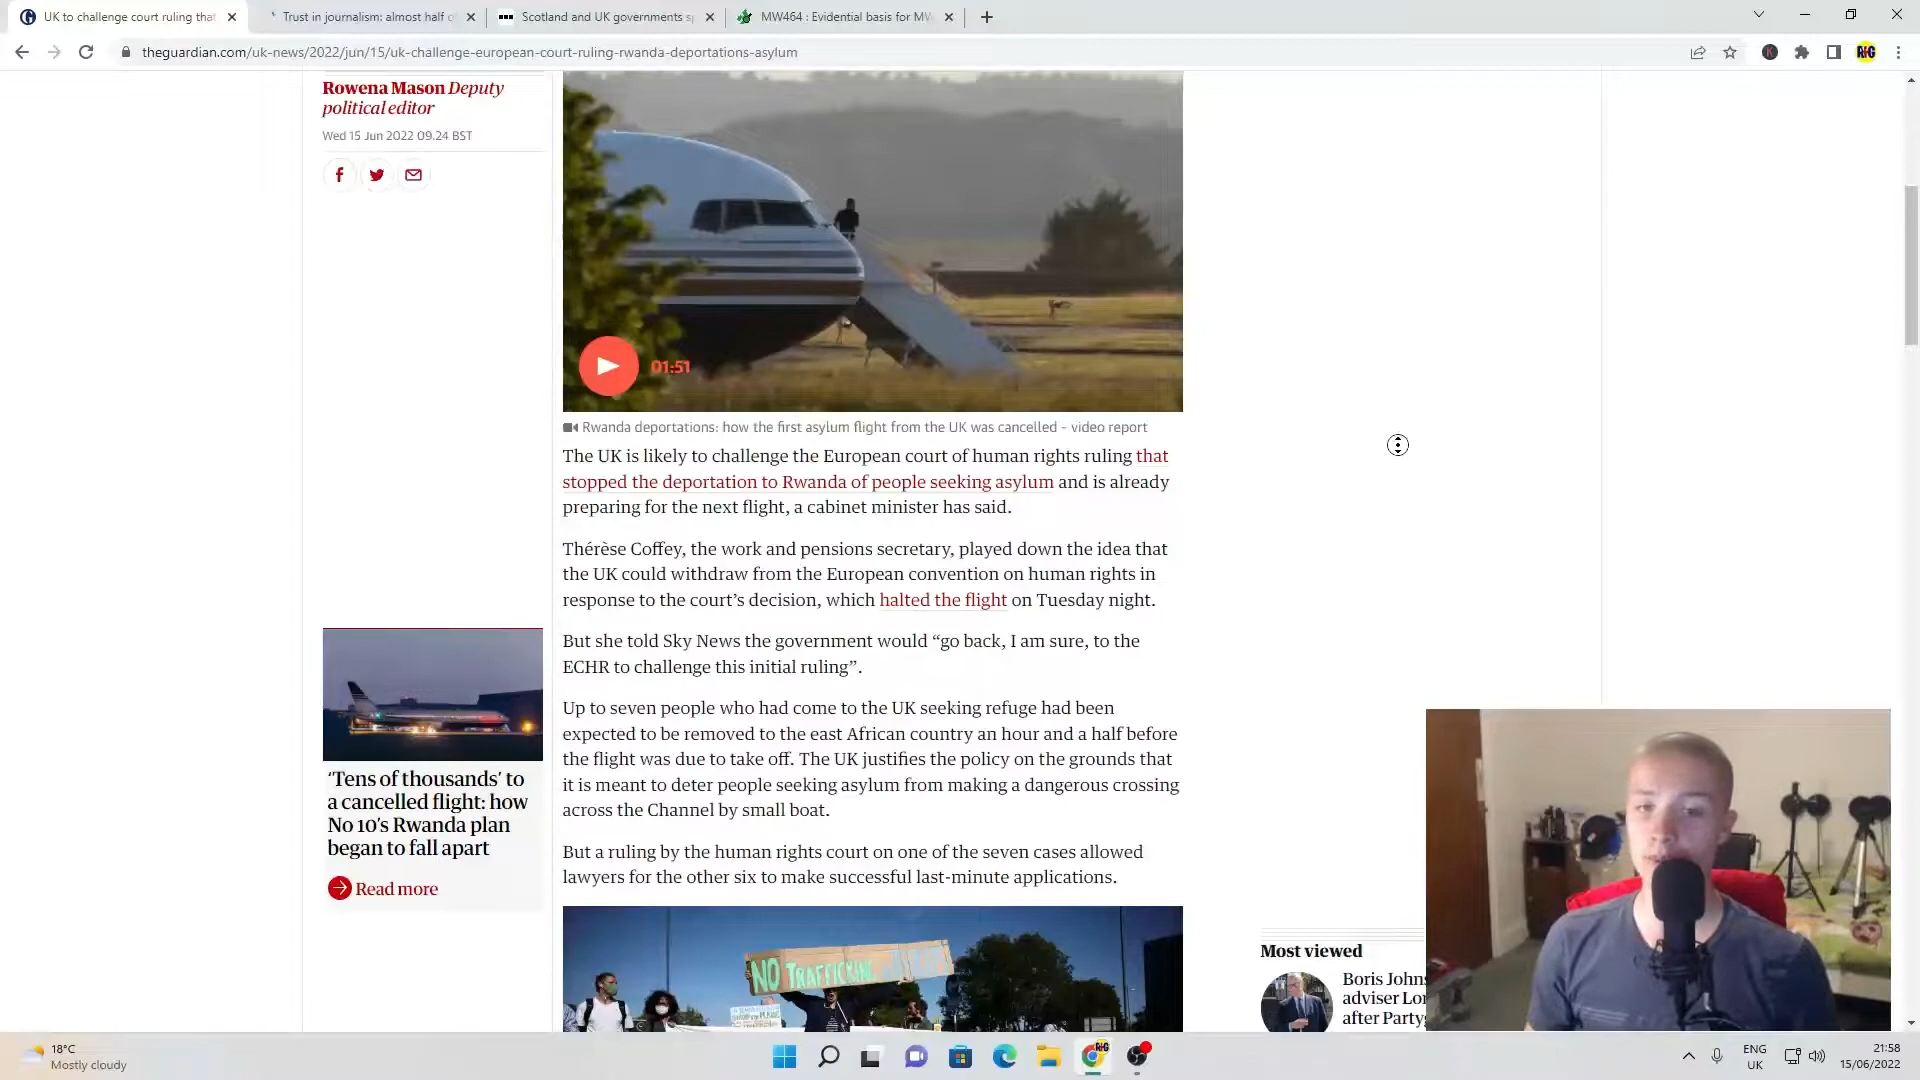 UK to challenge court ruling that
Trust in journalism: almost half o
Scotland and UK governments s
MW464 : Evidential basis for MW
theguardian.com/uk-news/2022/jun/15/uk-challenge-european-court-ruling-rwanda-deportations-asylum
Rowena Mason Deputy
political editor
Wed 15 Jun 2022 09.24 BST
01:51
Rwanda deportations: how the first asylum flight from the UK was cancelled – video report
The UK is likely to challenge the European court of human rights ruling that
stopped the deportation to Rwanda of people seeking asylum and is already
preparing for the next flight, a cabinet minister has said.
Thérèse Coffey, the work and pensions secretary, played down the idea that
the UK could withdraw from the European convention on human rights in
response to the court’s decision, which halted the flight on Tuesday night.
But she told Sky News the government would “go back, I am sure, to the
ECHR to challenge this initial ruling”.
Up to seven people who had come to the UK seeking refuge had been
expected to be removed to the east African country an hour and a half before
the flight was due to take off. The UK justifies the policy on the grounds that
it is meant to deter people seeking asylum from making a dangerous crossing
across the Channel by small boat.
But a ruling by the human rights court on one of the seven cases allowed
lawyers for the other six to make successful last-minute applications.
‘Tens of thousands’ to
a cancelled flight: how
No 10’s Rwanda plan
began to fall apart
Read more
NO TRAFFICKING
Most viewed
Boris Johns
adviser Lor
after Partyg
18°C
Mostly cloudy
ENG
UK
21:58
15/06/2022